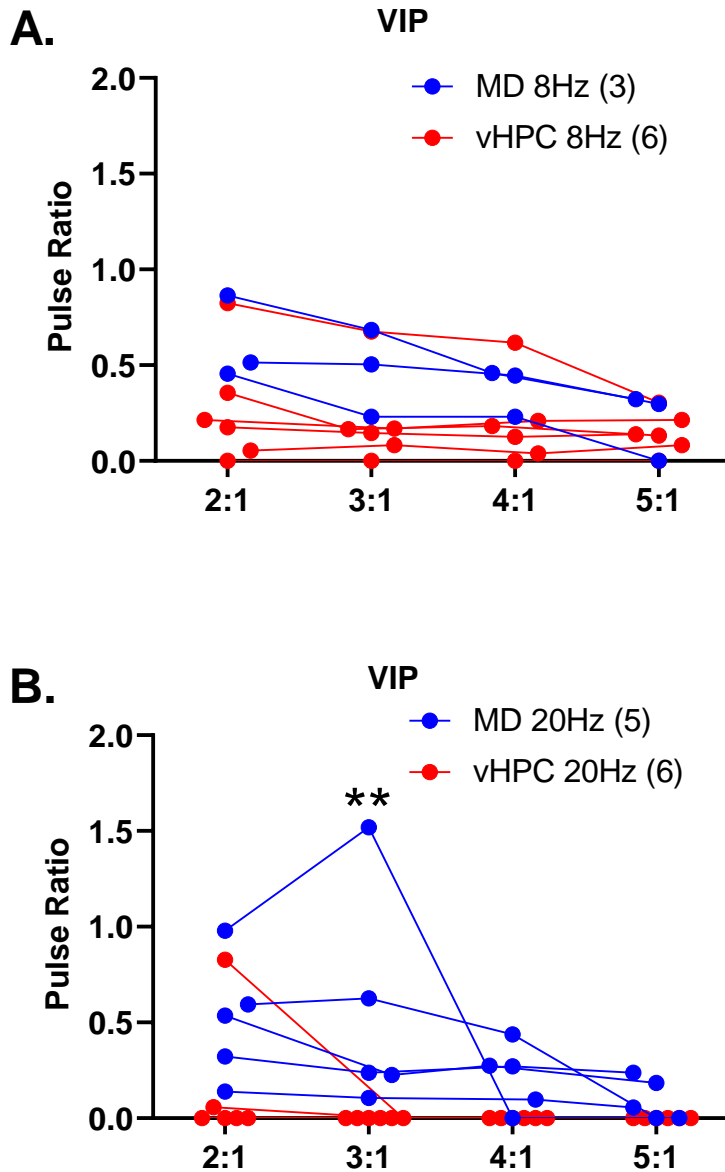 A.
VIP
MD 8Hz (3)
vHPC 8Hz (6)
Pulse Ratio
2.0
1.5
1.0
0.5
0.0
2:1 3:1 4:1 5:1
B.
VIP
MD 20Hz (5)
vHPC 20Hz (6)
**
Pulse Ratio
2.0
1.5
1.0
0.5
0.0
2:1 3:1 4:1 5:1